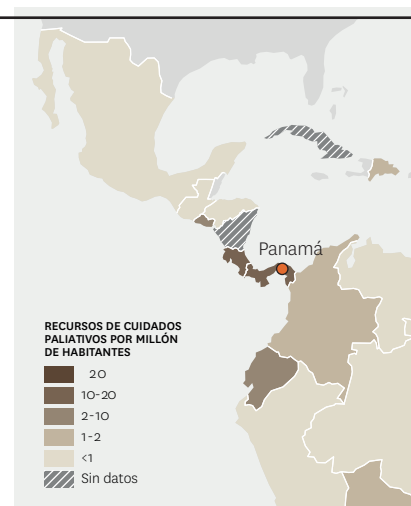 Panamá
RECURSOS DE CUIDADOS
PALIATIVOS POR MILLÓN
DE HABITANTES
20
10-20
2-10
1-2
<1
Sin datos